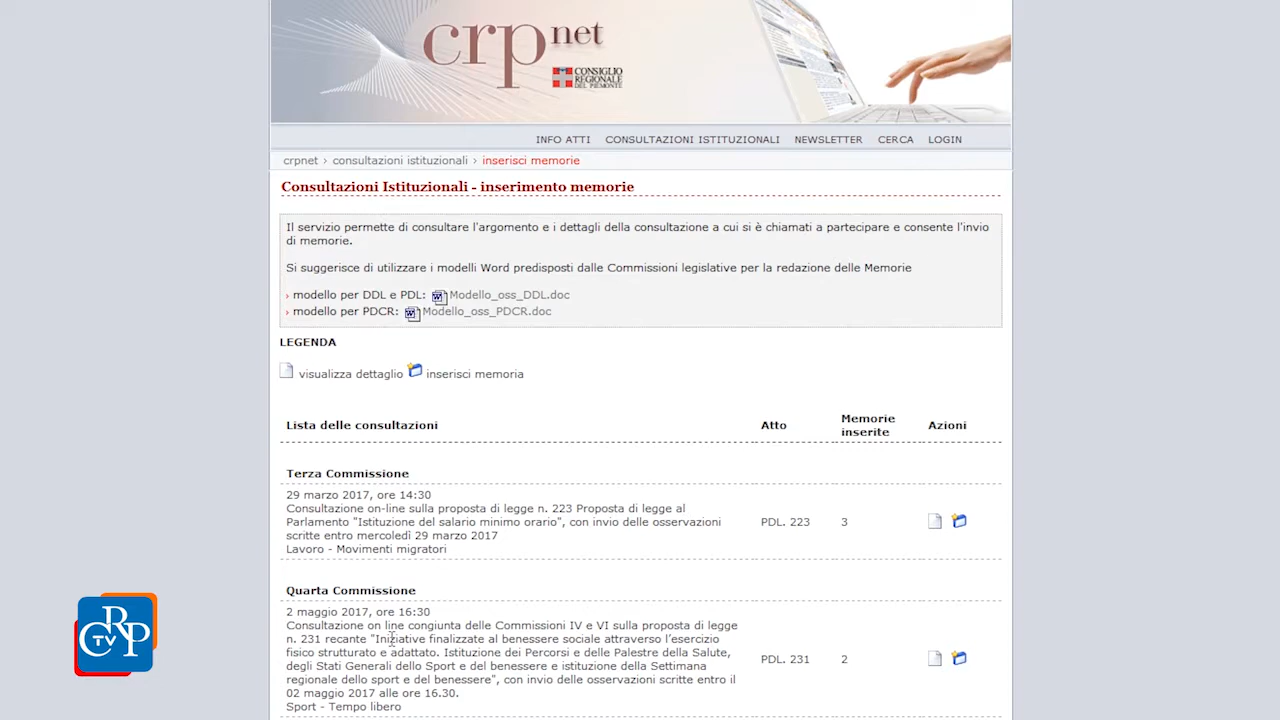 crp net
CONSIGLIO
REGIONALE
DEL PIEMONTE
INFO ATTI CONSULTAZIONI ISTITUZIONALI NEWSLETTER CERCA LOGIN
crpnet › consultazioni istituzionali › inserisci memorie
Consultazioni Istituzionali - inserimento memorie
Il servizio permette di consultare l'argomento e i dettagli della consultazione a cui si è chiamati a partecipare e consente l'invio
di memorie.
Si suggerisce di utilizzare i modelli Word predisposti dalle Commissioni legislative per la redazione delle Memorie
› modello per DDL e PDL: Modello_oss_DDL.doc
› modello per PDCR: Modello_oss_PDCR.doc
LEGENDA
visualizza dettaglio inserisci memoria
Lista delle consultazioni Atto Memorie inserite Azioni
Terza Commissione
29 marzo 2017, ore 14:30
Consultazione on-line sulla proposta di legge n. 223 Proposta di legge al
Parlamento "Istituzione del salario minimo orario", con invio delle osservazioni
scritte entro mercoledì 29 marzo 2017
Lavoro - Movimenti migratori
PDL. 223 3
Quarta Commissione
2 maggio 2017, ore 16:30
Consultazione on line congiunta delle Commissioni IV e VI sulla proposta di legge
n. 231 recante "Iniziative finalizzate al benessere sociale attraverso l'esercizio
fisico strutturato e adattato. Istituzione dei Percorsi e delle Palestre della Salute,
degli Stati Generali dello Sport e del benessere e istituzione della Settimana
regionale dello sport e del benessere", con invio delle osservazioni scritte entro il
02 maggio 2017 alle ore 16.30.
Sport - Tempo libero
PDL. 231 2
CRP TV